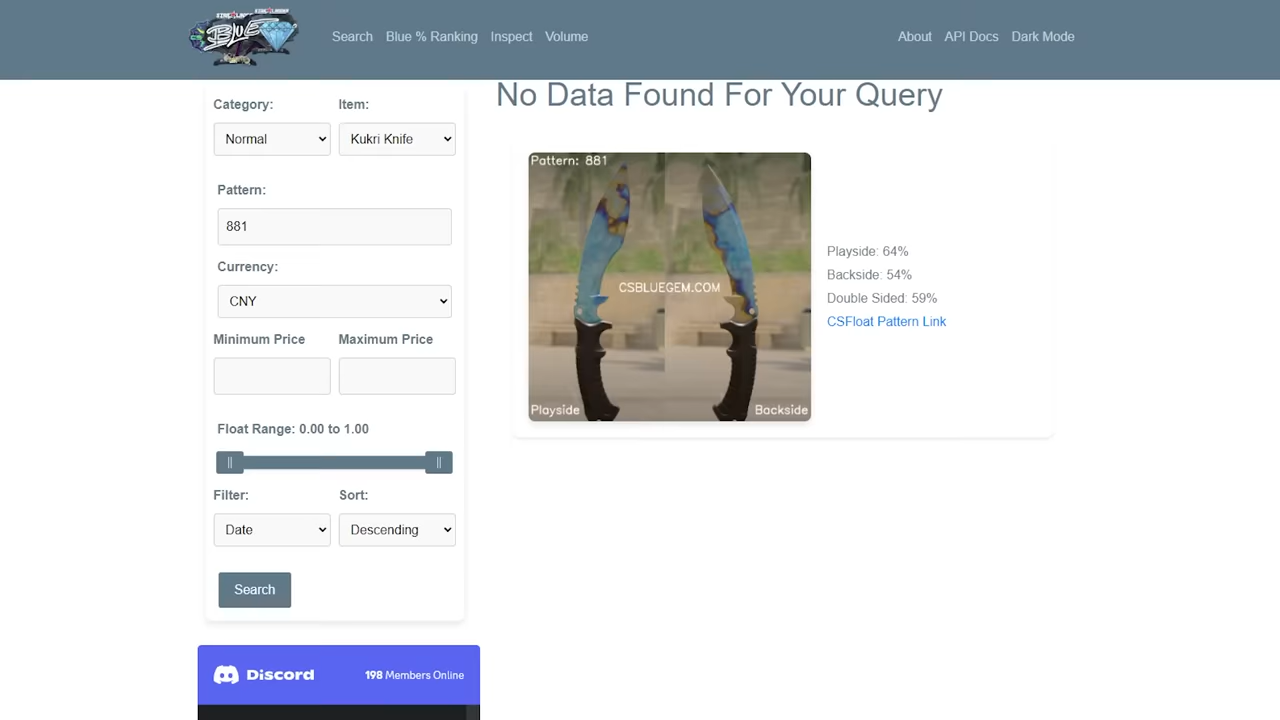 BLUE
Search Blue % Ranking Inspect Volume
About API Docs Dark Mode
Category: Item:
Normal Kukri Knife
Pattern:
881
Currency:
CNY
Minimum Price Maximum Price
Float Range: 0.00 to 1.00
Filter: Sort:
Date Descending
Search
Discord 198 Members Online
No Data Found For Your Query
Pattern: 881
CSBLUEGEM.COM
Playside Backside
Playside: 64%
Backside: 54%
Double Sided: 59%
CSFloat Pattern Link